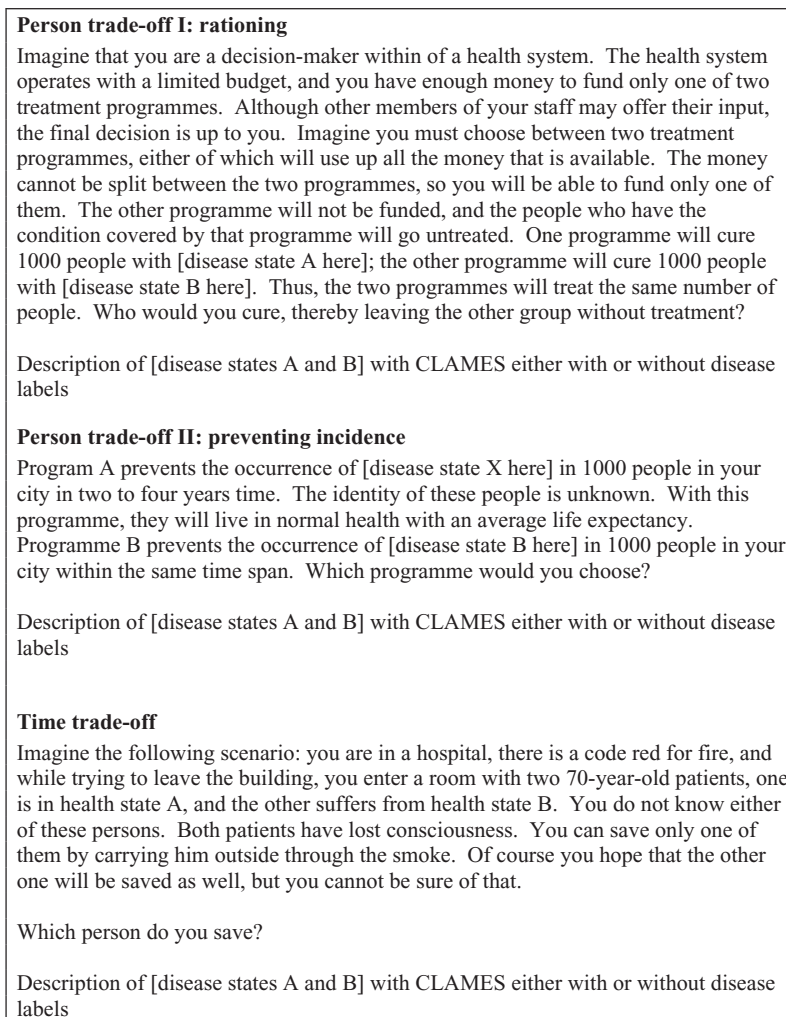 Person trade-off I: rationing
Imagine that you are a decision-maker within of a health system.  The health system
operates with a limited budget, and you have enough money to fund only one of two
treatment programmes.  Although other members of your staff may offer their input,
the final decision is up to you.  Imagine you must choose between two treatment
programmes, either of which will use up all the money that is available.  The money
cannot be split between the two programmes, so you will be able to fund only one of
them.  The other programme will not be funded, and the people who have the
condition covered by that programme will go untreated.  One programme will cure
1000 people with [disease state A here]; the other programme will cure 1000 people
with [disease state B here].  Thus, the two programmes will treat the same number of
people.  Who would you cure, thereby leaving the other group without treatment?
Description of [disease states A and B] with CLAMES either with or without disease
labels
Person trade-off II: preventing incidence
Program A prevents the occurrence of [disease state X here] in 1000 people in your
city in two to four years time.  The identity of these people is unknown.  With this
programme, they will live in normal health with an average life expectancy.
Programme B prevents the occurrence of [disease state B here] in 1000 people in your
city within the same time span.  Which programme would you choose?
Description of [disease states A and B] with CLAMES either with or without disease
labels
Time trade-off
Imagine the following scenario: you are in a hospital, there is a code red for fire, and
while trying to leave the building, you enter a room with two 70-year-old patients, one
is in health state A, and the other suffers from health state B.  You do not know either
of these persons.  Both patients have lost consciousness.  You can save only one of
them by carrying him outside through the smoke.  Of course you hope that the other
one will be saved as well, but you cannot be sure of that.
Which person do you save?
Description of [disease states A and B] with CLAMES either with or without disease
labels